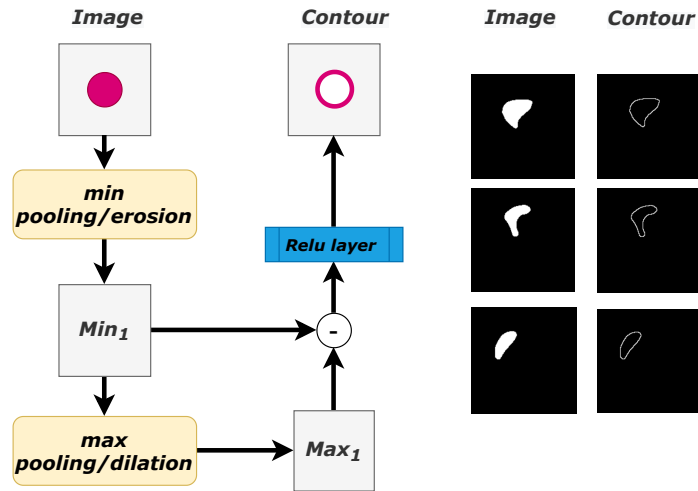 Image
Contour
Image
Contour
min
pooling/erosion
Relu layer
Min1
-
max
pooling/dilation
Max1